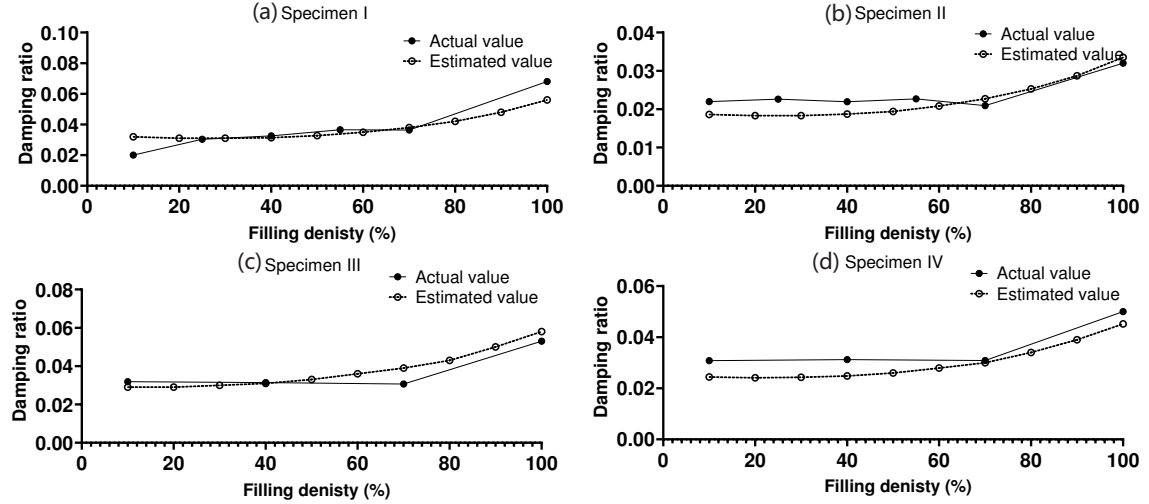 (a) Specimen I
Damping ratio
0.10
0.08
0.06
0.04
0.02
0.00
Actual value
Estimated value
0 20 40 60 80 100
Filling denisty (%)
(b) Specimen II
Damping ratio
0.04
0.03
0.02
0.01
0.00
Actual value
Estimated value
0 20 40 60 80 100
Filling denisty (%)
(c) Specimen III
Damping ratio
0.08
0.06
0.04
0.02
0.00
Actual value
Estimated value
0 20 40 60 80 100
Filling denisty (%)
(d) Specimen IV
Damping ratio
0.06
0.04
0.02
0.00
Actual value
Estimated value
0 20 40 60 80 100
Filling denisty (%)